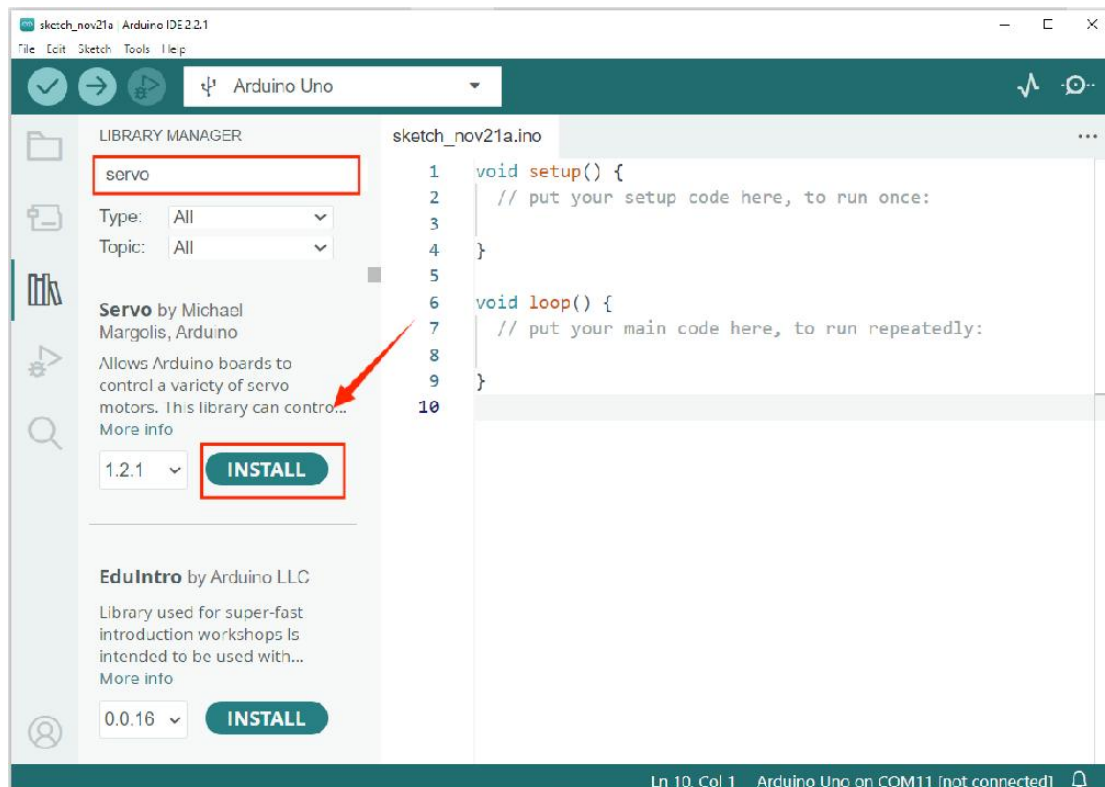 sketch_nov21a | Arduino IDE 2.2.1
File Edit Sketch Tools Help
Arduino Uno
LIBRARY MANAGER
servo
Type: All
Topic: All
Servo by Michael
Margolis, Arduino
Allows Arduino boards to
control a variety of servo
motors. This library can contro...
More info
1.2.1 INSTALL
EduIntro by Arduino LLC
Library used for super-fast
introduction workshops Is
intended to be used with...
More info
0.0.16 INSTALL
sketch_nov21a.ino
1 void setup() {
2 // put your setup code here, to run once:
3
4 }
5
6 void loop() {
7 // put your main code here, to run repeatedly:
8
9 }
10
Ln 10, Col 1 Arduino Uno on COM11 [not connected]